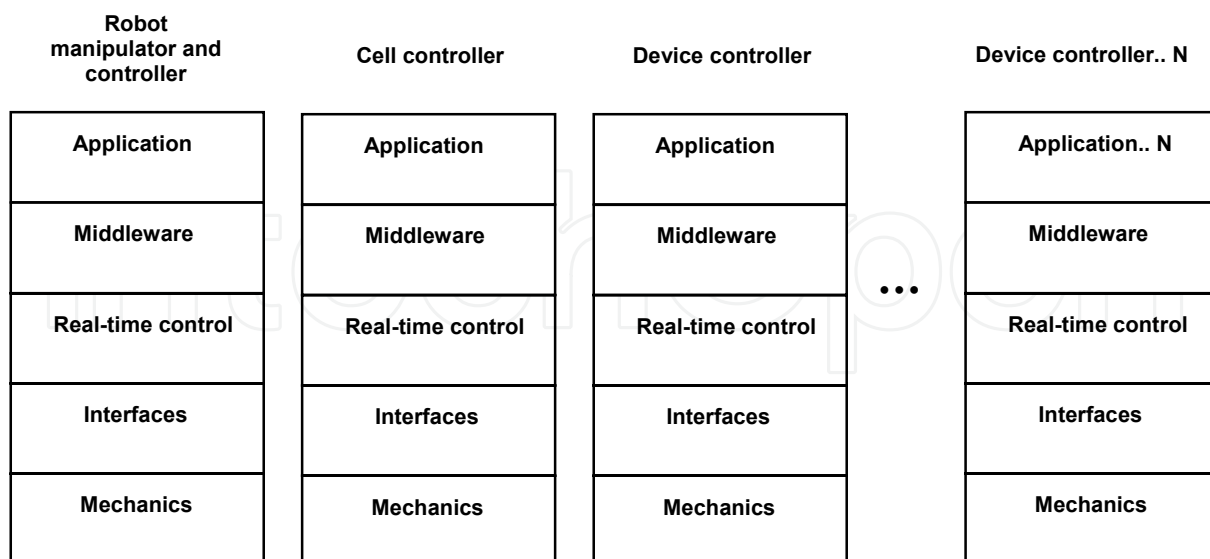 Robot
manipulator and
controller
Cell controller
Device controller
Device controller.. N
Application
Application
Application
Application.. N
Middleware
Middleware
Middleware
Middleware
...
Real-time control
Real-time control
Real-time control
Real-time control
Interfaces
Interfaces
Interfaces
Interfaces
Mechanics
Mechanics
Mechanics
Mechanics
intechopen